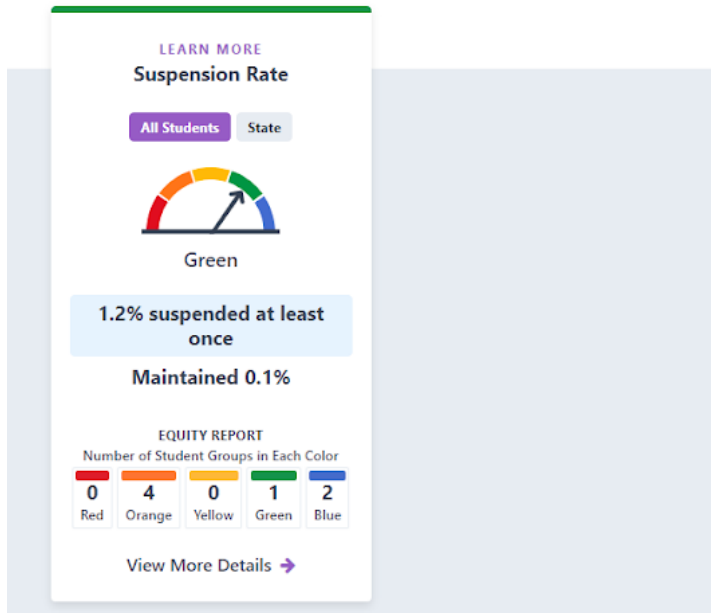 LEARN MORE
Suspension Rate
All Students State
Green
1.2% suspended at least
once
Maintained 0.1%
EQUITY REPORT
Number of Student Groups in Each Color
0 4 0 1 2
Red Orange Yellow Green Blue
View More Details →